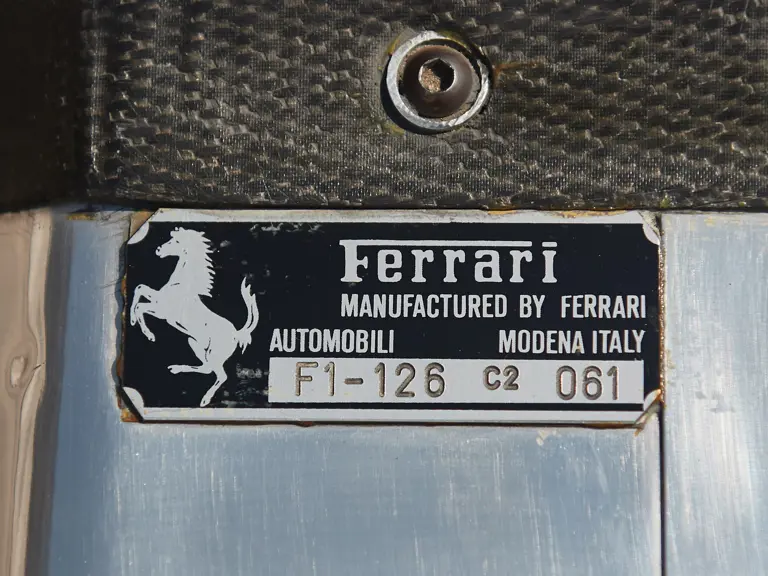 Ferrari
MANUFACTURED BY FERRARI
AUTOMOBILI MODENA ITALY
F1-126 C2 061